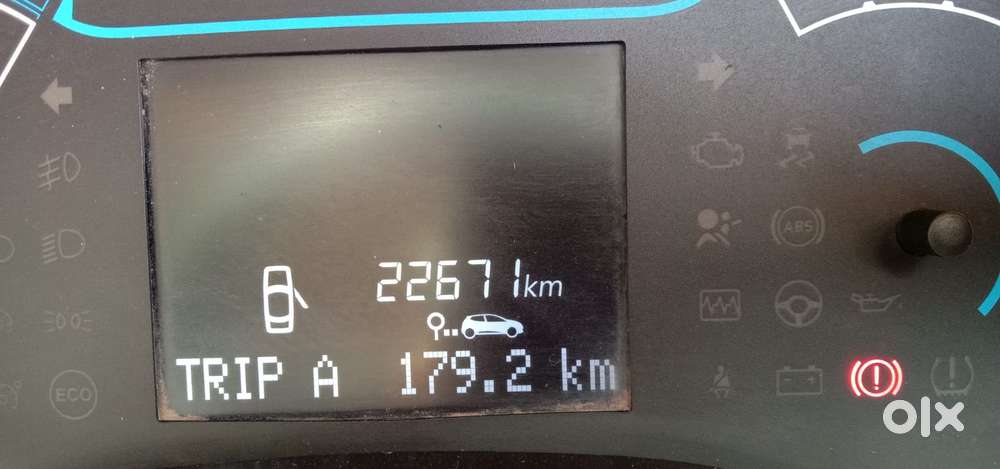 22671km
TRIP A 179.2 km
ABS
ECO
olx